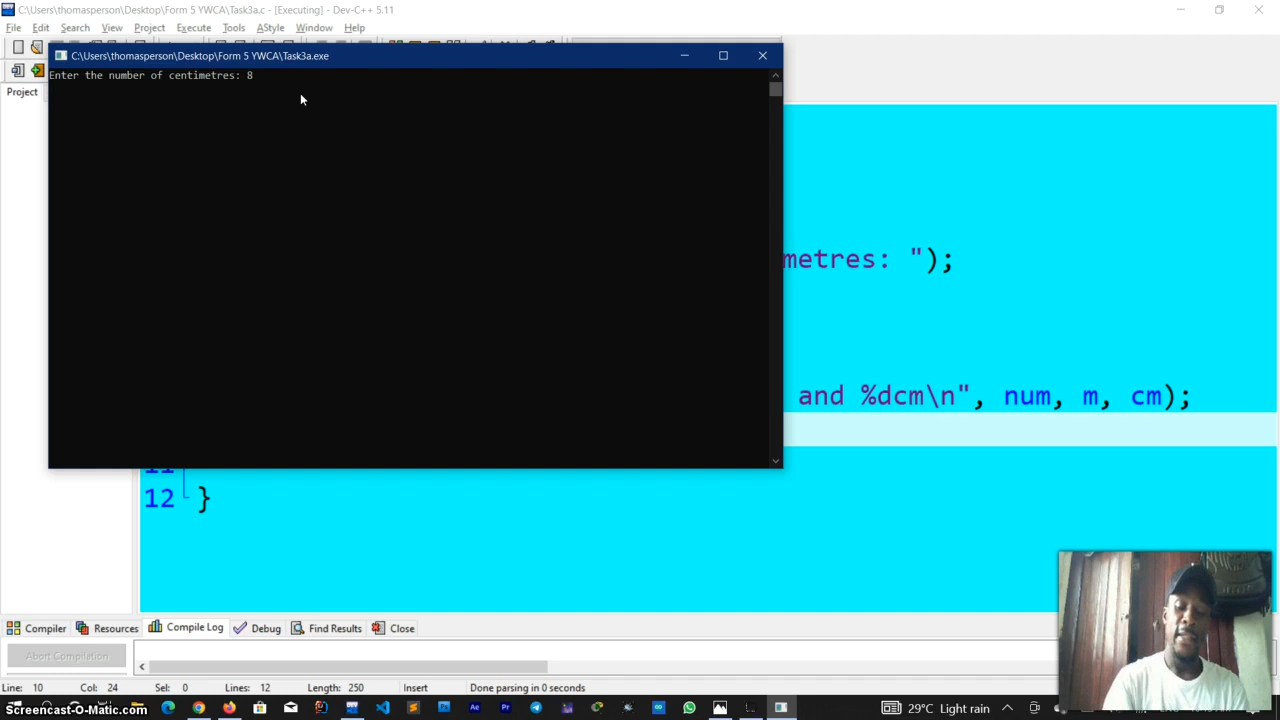 C:\Users\thomasperson\Desktop\Form 5 YWCA\Task3a.c - [Executing] - Dev-C++ 5.11
File Edit Search View Project Execute Tools AStyle Window Help
C:\Users\thomasperson\Desktop\Form 5 YWCA\Task3a.exe
Enter the number of centimetres: 8
Project
metres: ");
and %dcm\n", num, m, cm);
11
12 }
Compiler Resources Compile Log Debug Find Results Close
Abort Compilation
Line: 10 Col: 24 Sel: 0 Lines: 12 Length: 250 Insert Done parsing in 0 seconds
Screencast-O-Matic.com
29°C Light rain